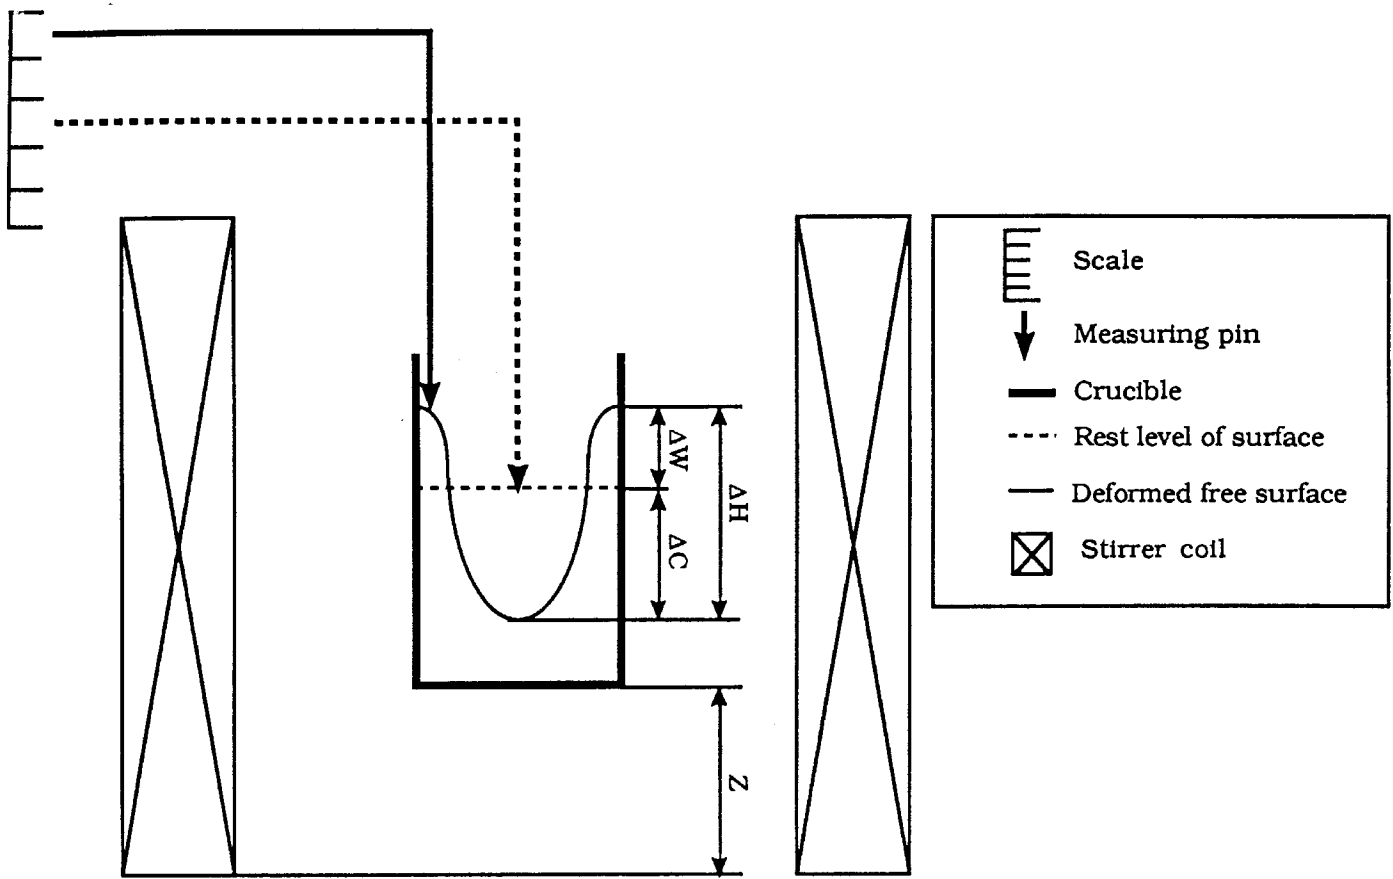 ΔW
ΔC
ΔH
Z
Scale
Measuring pin
Crucible
Rest level of surface
Deformed free surface
Stirrer coil